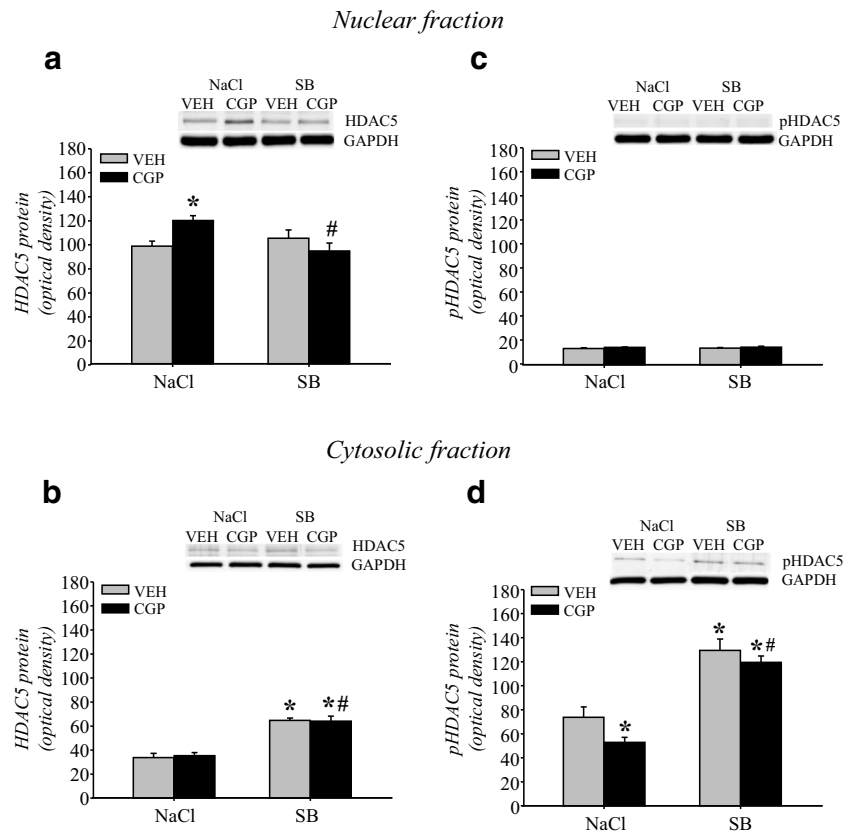 Nuclear fraction
a
NaCl SB
VEH CGP VEH CGP
HDAC5
GAPDH
180
160
140
120
100
80
60
40
20
0
HDAC5 protein
(optical density)
VEH
CGP
*
#
NaCl SB
c
NaCl SB
VEH CGP VEH CGP
pHDAC5
GAPDH
180
160
140
120
100
80
60
40
20
0
pHDAC5 protein
(optical density)
VEH
CGP
NaCl SB
Cytosolic fraction
b
NaCl SB
VEH CGP VEH CGP
HDAC5
GAPDH
180
160
140
120
100
80
60
40
20
0
HDAC5 protein
(optical density)
VEH
CGP
* *#
NaCl SB
d
NaCl SB
VEH CGP VEH CGP
pHDAC5
GAPDH
180
160
140
120
100
80
60
40
20
0
pHDAC5 protein
(optical density)
VEH
CGP
*
* *#
NaCl SB